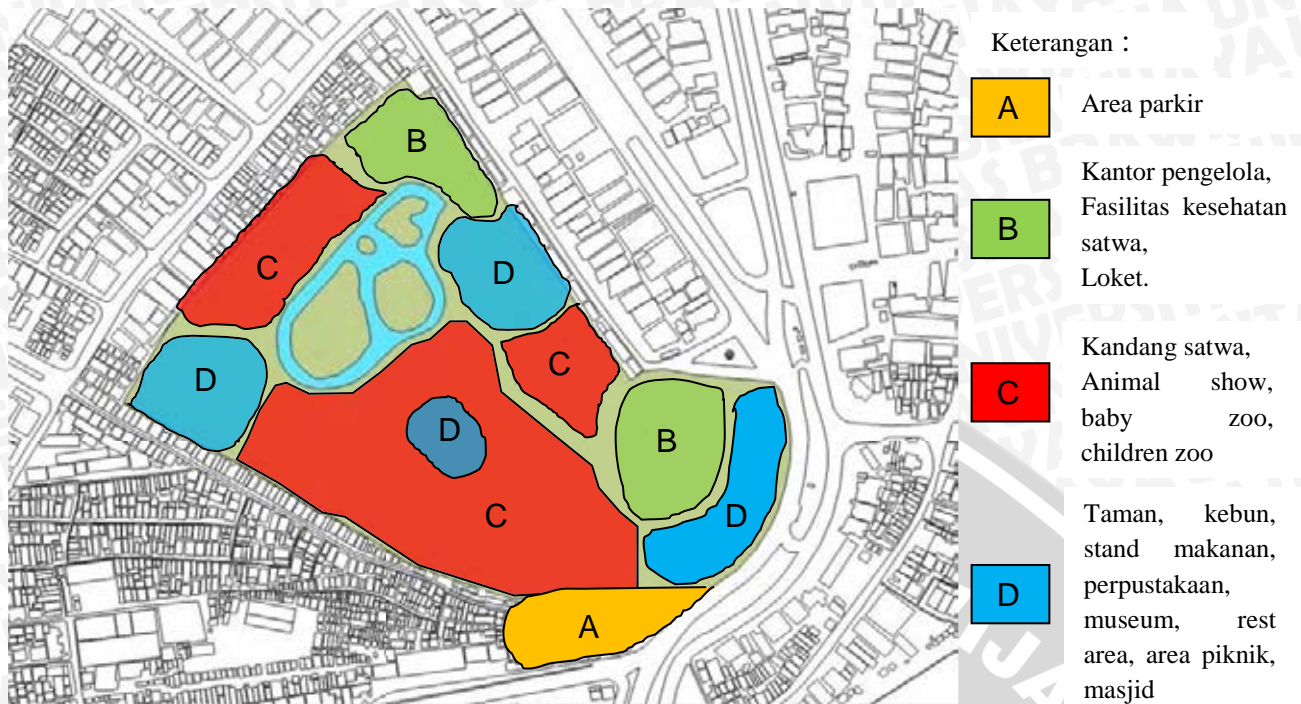 B
C
D
D
C
D
B
C
D
A
Keterangan :
A
Area parkir
B
Kantor pengelola,
Fasilitas kesehatan
satwa,
Loket.
C
Kandang satwa,
Animal show,
baby zoo,
children zoo
D
Taman, kebun,
stand makanan,
perpustakaan,
museum, rest
area, area piknik,
masjid